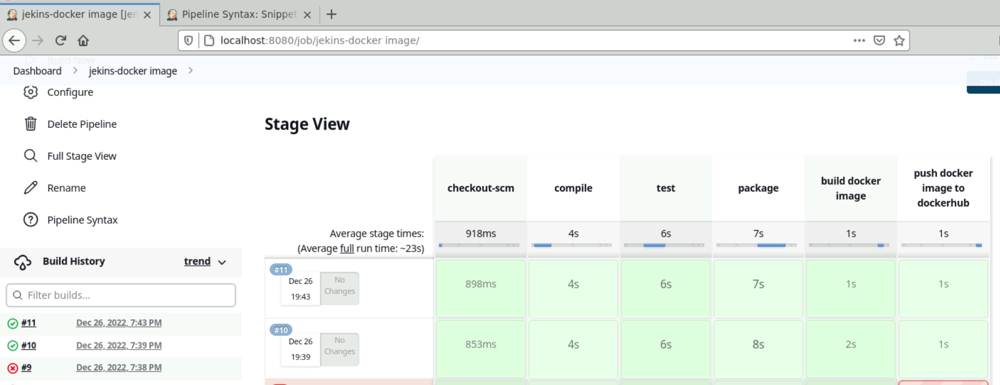 jekins-docker image [Jen
Pipeline Syntax: Snippet
localhost:8080/job/jekins-docker image/
Build Now
Dashboard > jekins-docker image >
Configure
Delete Pipeline
Full Stage View
Rename
Pipeline Syntax
Build History trend
Filter builds...
#11 Dec 26, 2022, 7:43 PM
#10 Dec 26, 2022, 7:39 PM
#9 Dec 26, 2022, 7:38 PM
Stage View
checkout-scm
compile
test
package
build docker
image
push docker
image to
dockerhub
Average stage times:
(Average full run time: ~23s)
918ms 4s 6s 7s 1s 1s
#11
Dec 26
19:43
No
Changes
898ms 4s 6s 7s 1s 1s
#10
Dec 26
19:39
No
Changes
853ms 4s 6s 8s 2s 1s